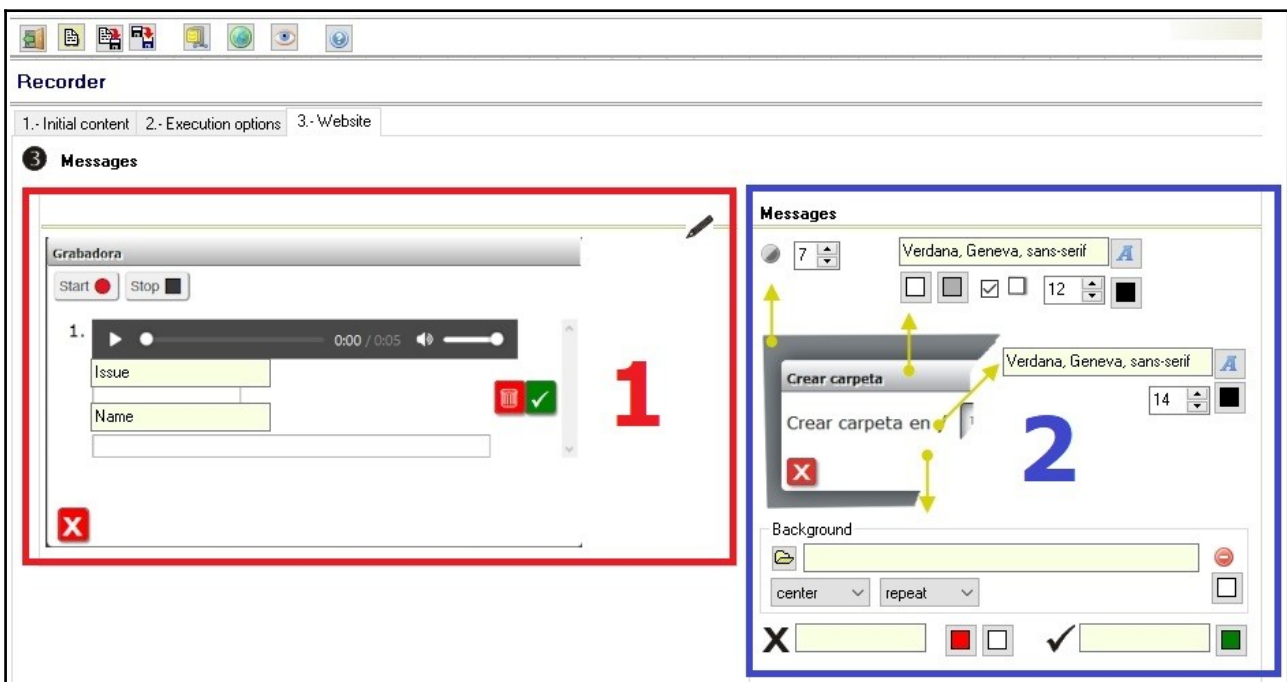 Recorder
1.- Initial content 2.- Execution options 3.- Website
3 Messages
Grabadora
Start Stop
1.
0:00 / 0:05
Issue
Name
X
1
Messages
7
Verdana, Geneva, sans-serif A
12
Crear carpeta
Verdana, Geneva, sans-serif A
14
Crear carpeta en /
X
2
Background
center repeat
X